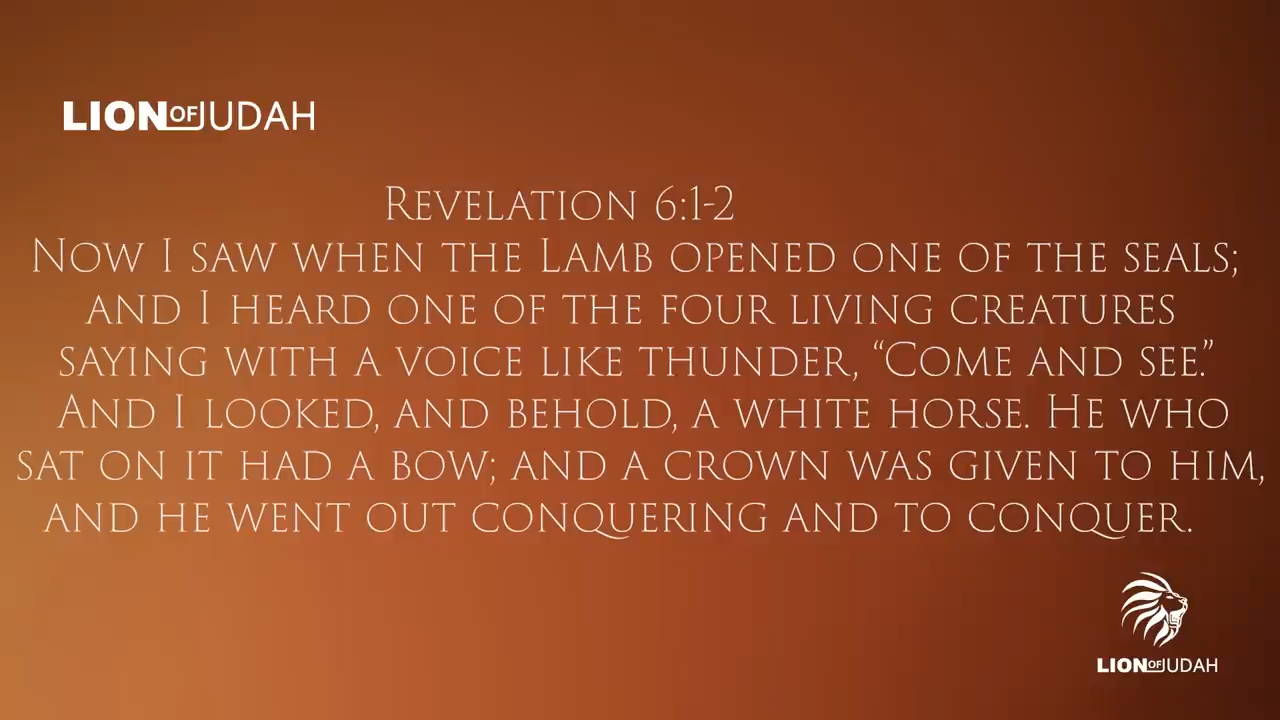 LION OF JUDAH
REVELATION 6:1-2
NOW I SAW WHEN THE LAMB OPENED ONE OF THE SEALS;
AND I HEARD ONE OF THE FOUR LIVING CREATURES
SAYING WITH A VOICE LIKE THUNDER, “COME AND SEE.”
AND I LOOKED, AND BEHOLD, A WHITE HORSE. HE WHO
SAT ON IT HAD A BOW; AND A CROWN WAS GIVEN TO HIM,
AND HE WENT OUT CONQUERING AND TO CONQUER.
LION OF JUDAH